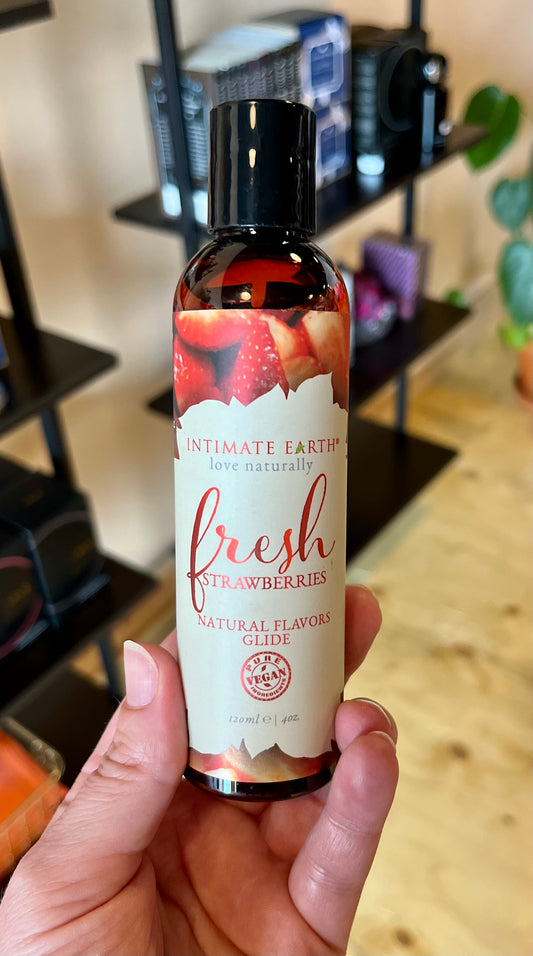 INTIMATE EARTH®
love naturally
fresh
STRAWBERRIES
NATURAL FLAVORS
GLIDE
PURE
VEGAN
INGREDIENTS
120ml ℮ | 4oz.